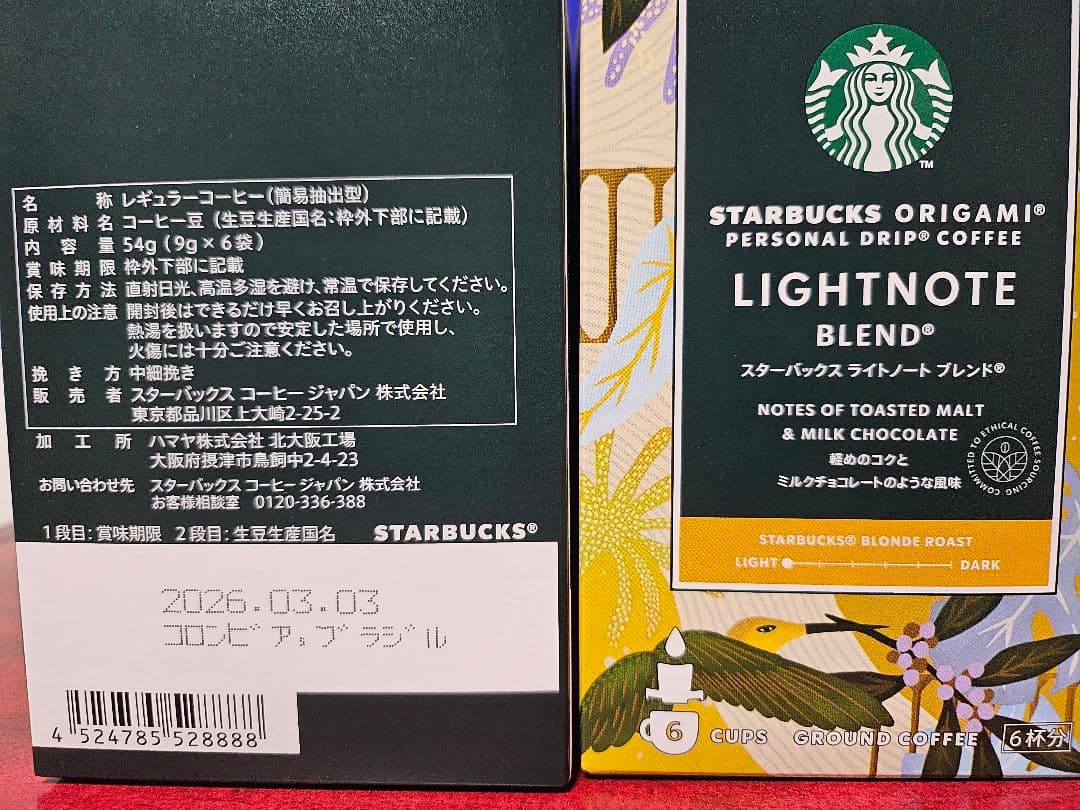 名称 レギュラーコーヒー(簡易抽出型)
原材料名 コーヒー豆 (生豆生産国名:枠外下部に記載)
内容量 54g (9g×6袋)
賞味期限 枠外下部に記載
保存方法 直射日光、高温多湿を避け、常温で保存してください。
使用上の注意 開封後はできるだけ早くお召し上がりください。
熱湯を扱いますので安定した場所で使用し、
火傷には十分ご注意ください。
挽き方 中細挽き
販売者 スターバックス コーヒー ジャパン 株式会社
東京都品川区上大崎2-25-2
加工所 ハマヤ株式会社 北大阪工場
大阪府摂津市鳥飼中2-4-23
お問い合わせ先 スターバックス コーヒー ジャパン 株式会社
お客様相談室 0120-336-388
1段目:賞味期限 2段目:生豆生産国名 STARBUCKS®
2026.03.03
コロンビア。ブラジル
4 524785 528888
TM
STARBUCKS ORIGAMI®
PERSONAL DRIP® COFFEE
LIGHTNOTE
BLEND®
スターバックス ライトノート ブレンド®
NOTES OF TOASTED MALT
& MILK CHOCOLATE
軽めのコクと
ミルクチョコレートのような風味
COMMITTED TO ETHICAL COFFEE SOURCING
STARBUCKS® BLONDE ROAST
LIGHT DARK
6 CUPS GROUND COFFEE 6杯分